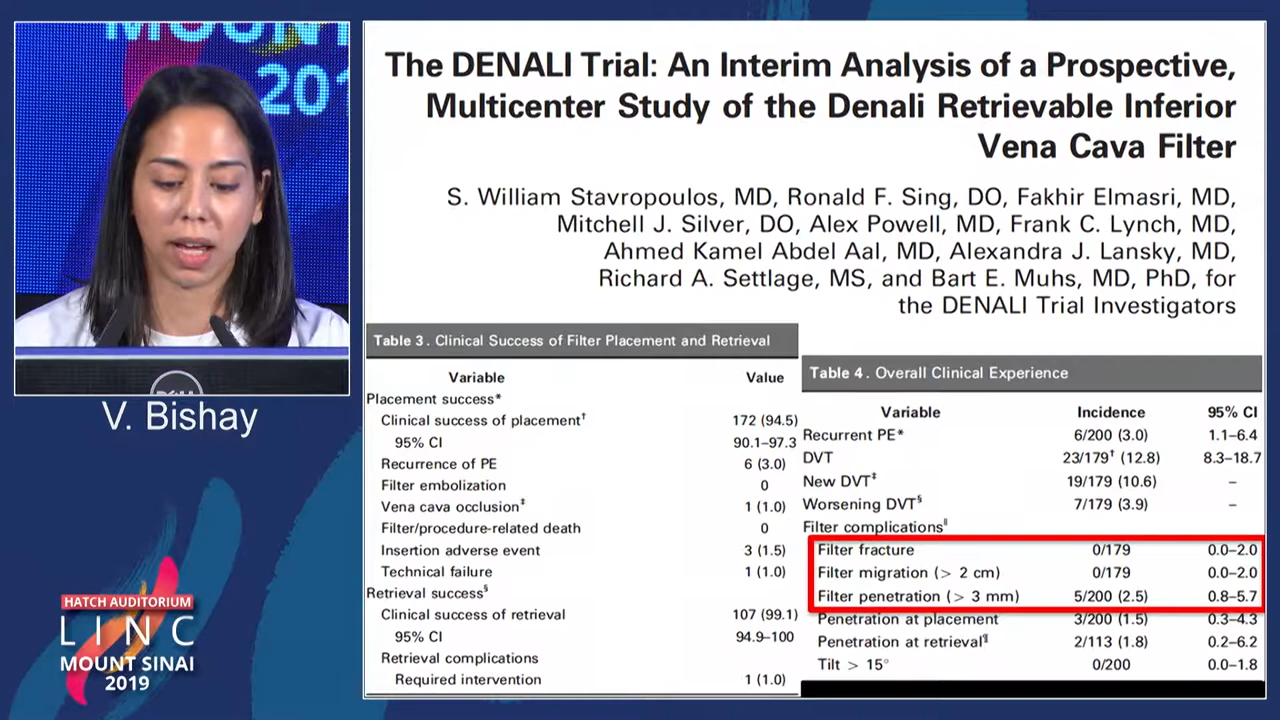 MOUNT
201
DELL
V. Bishay
HATCH AUDITORIUM
LINC
MOUNT SINAI
2019
The DENALI Trial: An Interim Analysis of a Prospective,
Multicenter Study of the Denali Retrievable Inferior
Vena Cava Filter
S. William Stavropoulos, MD, Ronald F. Sing, DO, Fakhir Elmasri, MD,
Mitchell J. Silver, DO, Alex Powell, MD, Frank C. Lynch, MD,
Ahmed Kamel Abdel Aal, MD, Alexandra J. Lansky, MD,
Richard A. Settlage, MS, and Bart E. Muhs, MD, PhD, for
the DENALI Trial Investigators
Table 3. Clinical Success of Filter Placement and Retrieval
Variable Value
Placement success*
Clinical success of placement† 172 (94.5)
95% CI 90.1–97.3
Recurrence of PE 6 (3.0)
Filter embolization 0
Vena cava occlusion‡ 1 (1.0)
Filter/procedure-related death 0
Insertion adverse event 3 (1.5)
Technical failure 1 (1.0)
Retrieval success§
Clinical success of retrieval 107 (99.1)
95% CI 94.9–100
Retrieval complications
Required intervention 1 (1.0)
Table 4. Overall Clinical Experience
Variable Incidence 95% CI
Recurrent PE* 6/200 (3.0) 1.1–6.4
DVT 23/179† (12.8) 8.3–18.7
New DVT‡ 19/179 (10.6) –
Worsening DVT§ 7/179 (3.9) –
Filter complications‖
Filter fracture 0/179 0.0–2.0
Filter migration (> 2 cm) 0/179 0.0–2.0
Filter penetration (> 3 mm) 5/200 (2.5) 0.8–5.7
Penetration at placement 3/200 (1.5) 0.3–4.3
Penetration at retrieval¶ 2/113 (1.8) 0.2–6.2
Tilt > 15° 0/200 0.0–1.8